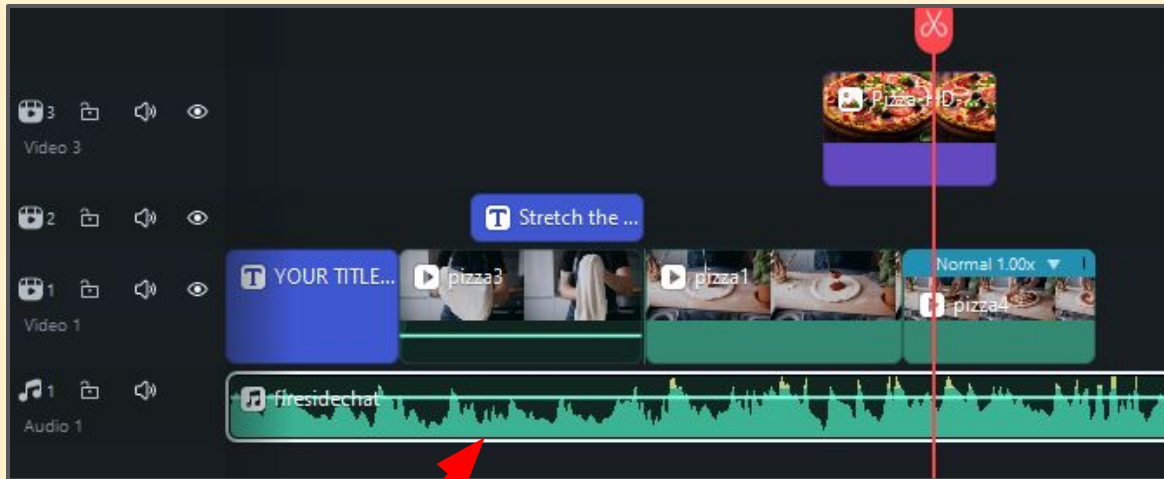 Pizza-HD-...
3
Video 3
2
Stretch the ...
Normal 1.00x
YOUR TITLE...
pizza3
pizza1
pizza4
1
Video 1
1
firesidechat
Audio 1